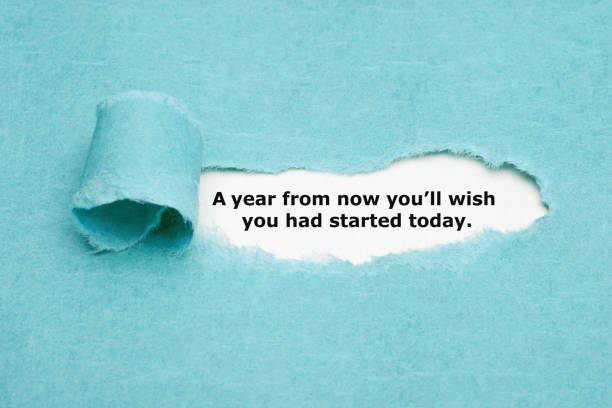 A year from now you’ll wish
you had started today.